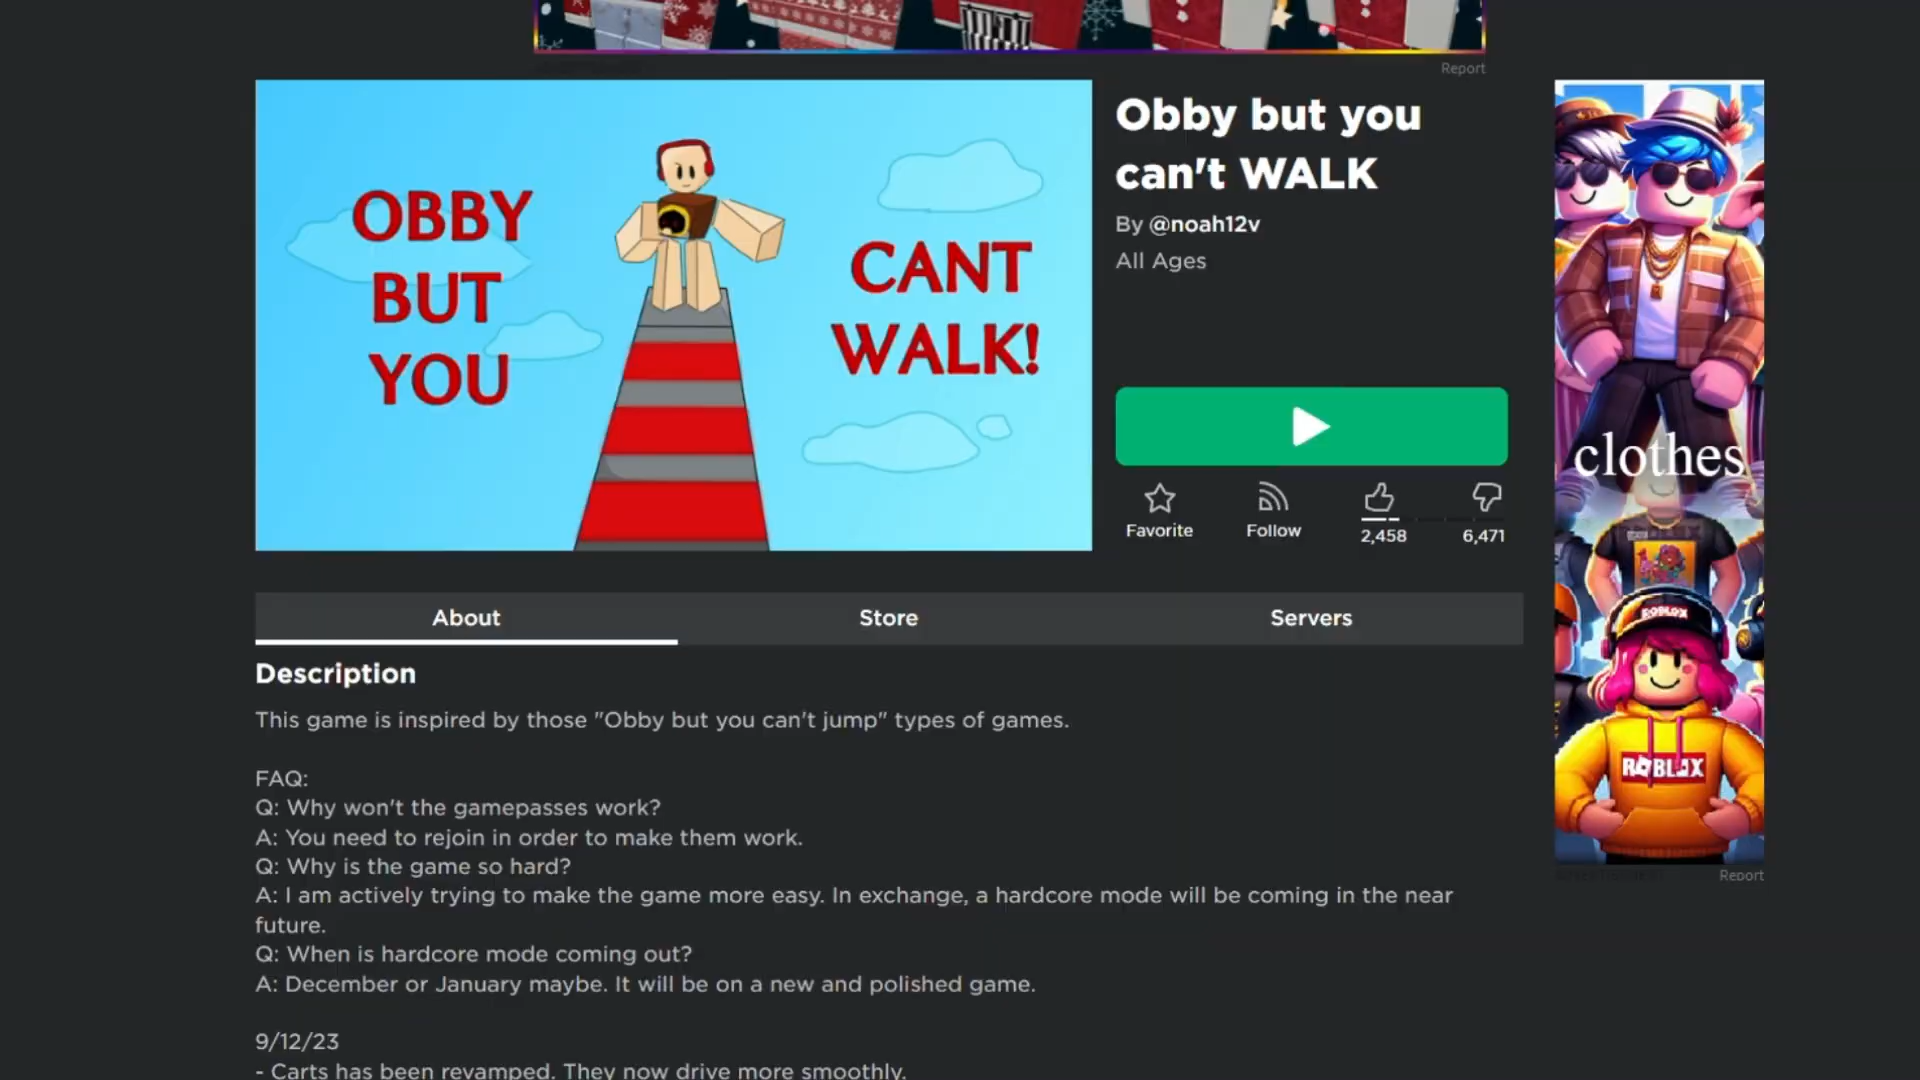 Report
OBBY
BUT
YOU
CANT
WALK!
Obby but you
can't WALK
By @noah12v
All Ages
Favorite
Follow
2,458
6,471
clothes
ROBLOX
ROBLOX
Report
About
Store
Servers
Description
This game is inspired by those "Obby but you can't jump" types of games.
FAQ:
Q: Why won't the gamepasses work?
A: You need to rejoin in order to make them work.
Q: Why is the game so hard?
A: I am actively trying to make the game more easy. In exchange, a hardcore mode will be coming in the near
future.
Q: When is hardcore mode coming out?
A: December or January maybe. It will be on a new and polished game.
9/12/23
- Carts has been revamped. They now drive more smoothly.